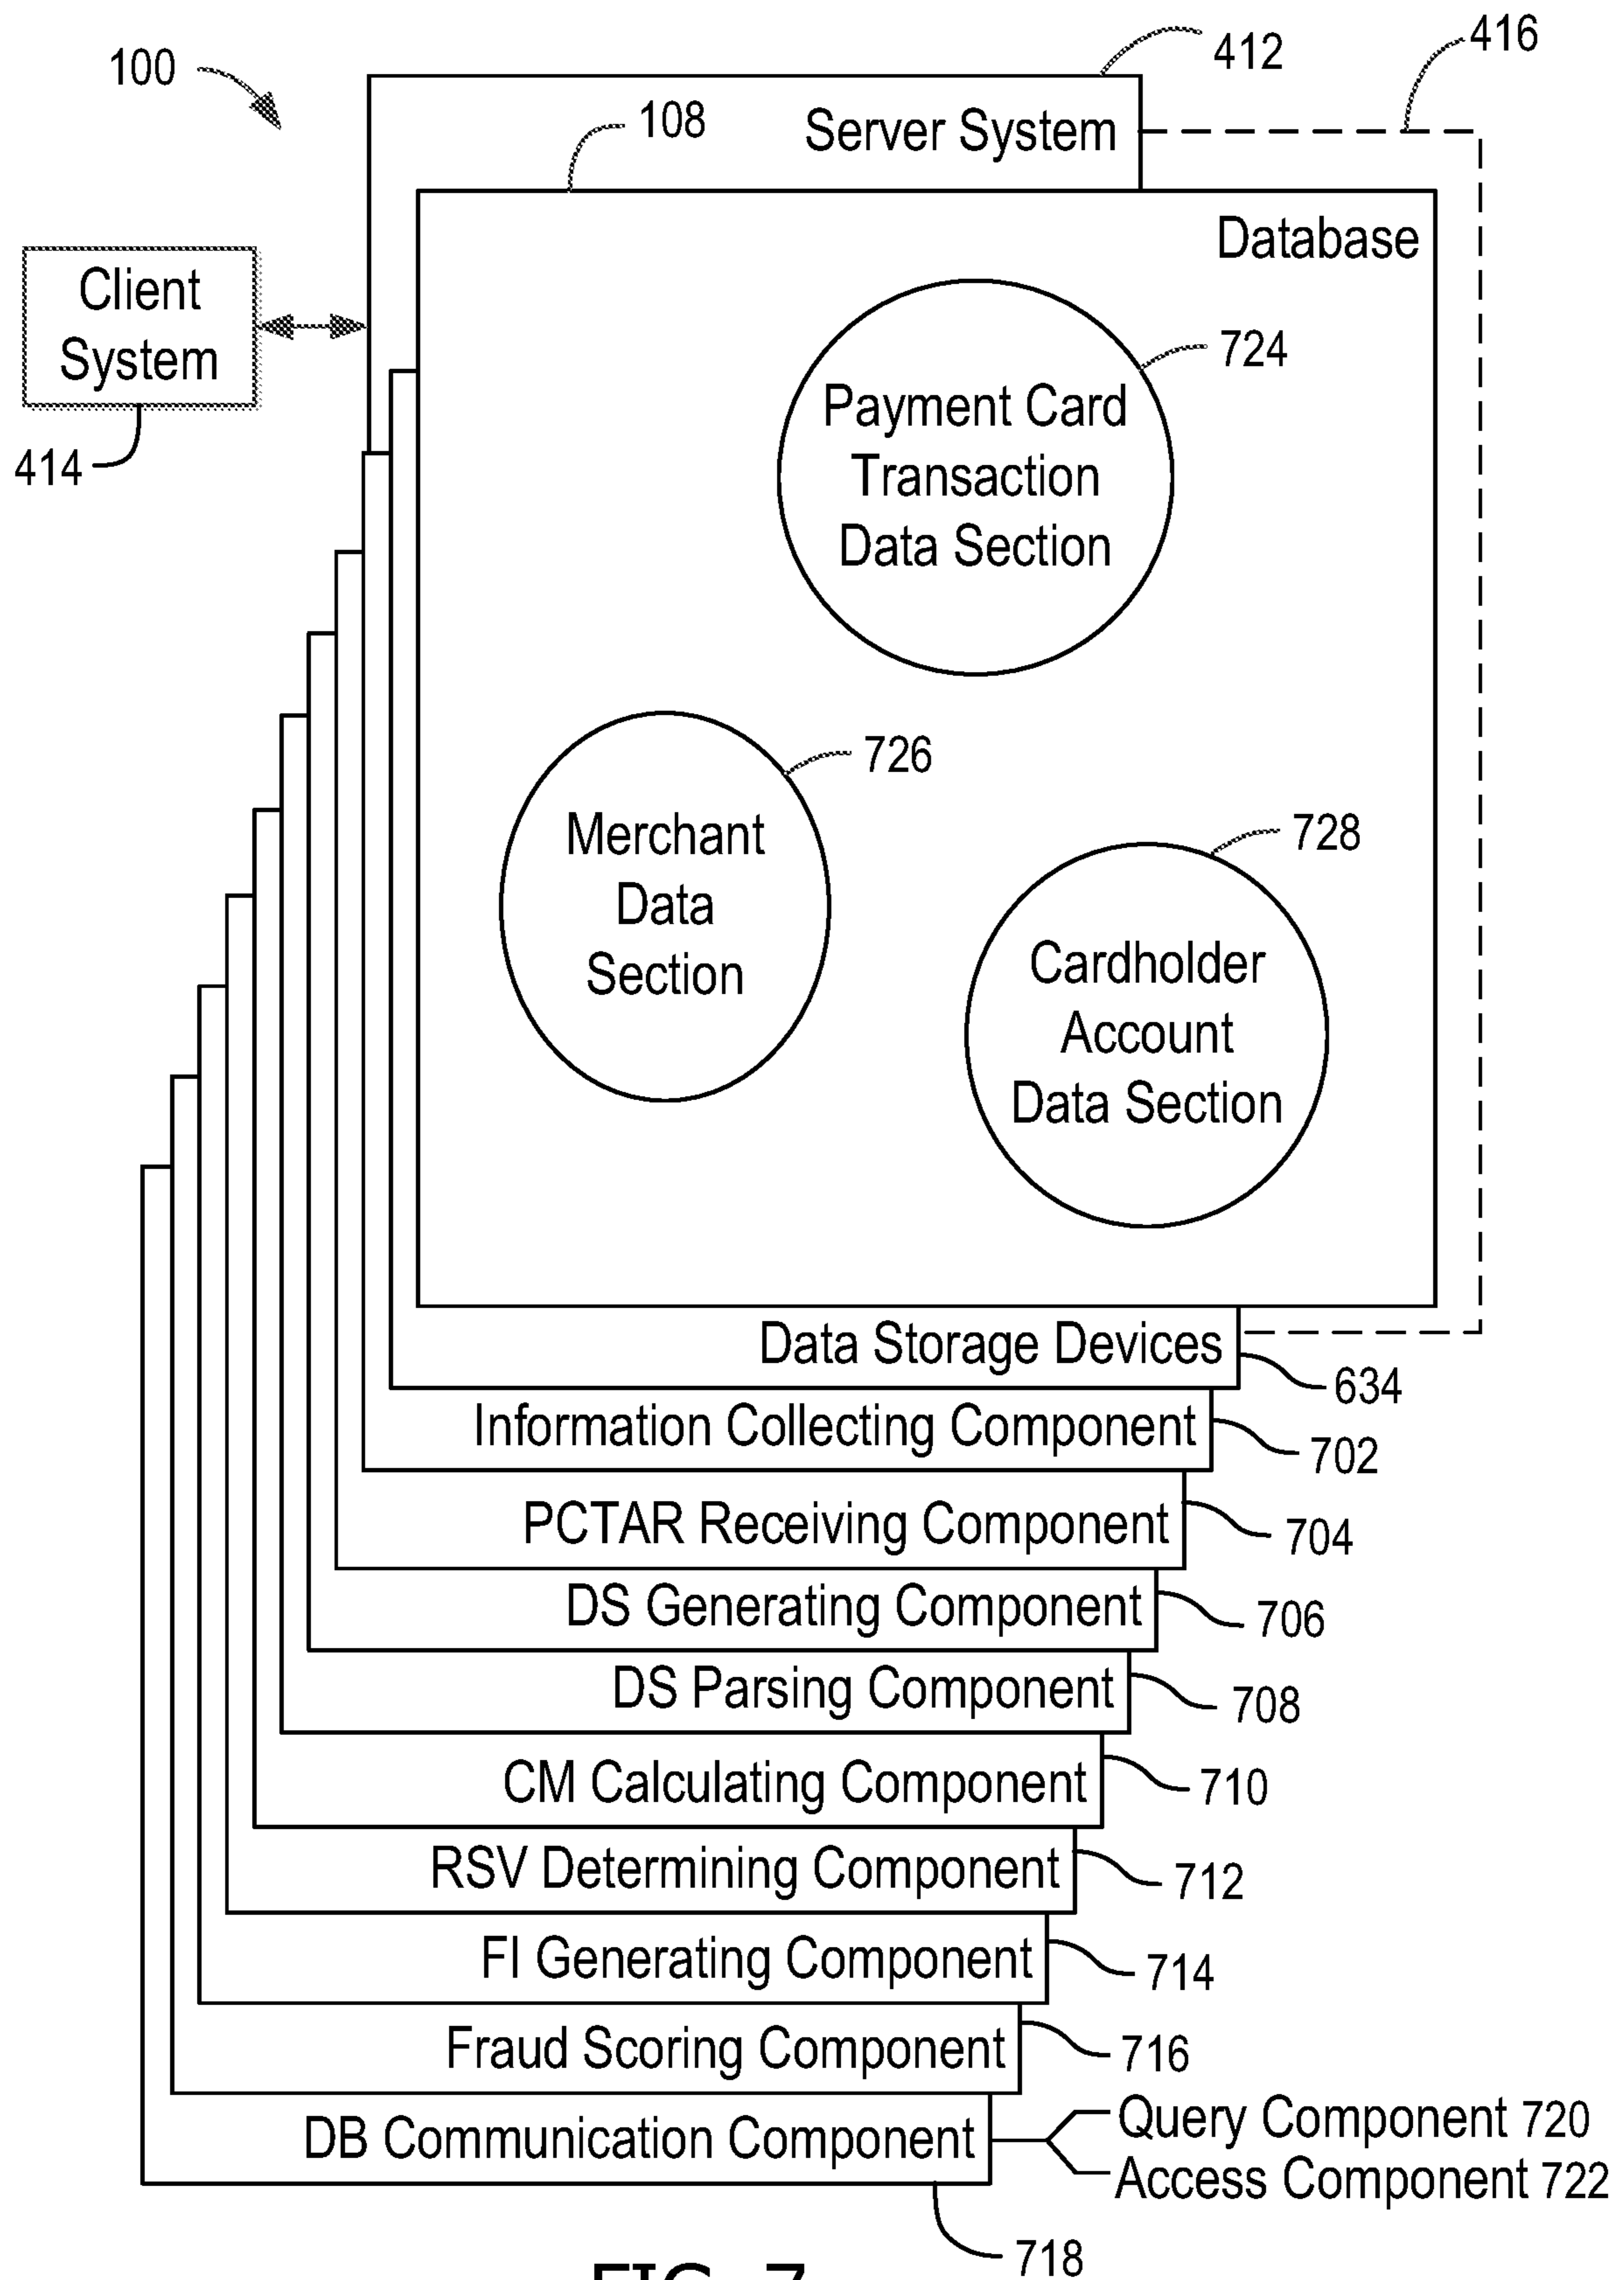 100
412
416
108
Server System
Database
Client
System
414
724
Payment Card
Transaction
Data Section
726
Merchant
Data
Section
728
Cardholder
Account
Data Section
Data Storage Devices
634
Information Collecting Component
702
PCTAR Receiving Component
704
DS Generating Component
706
DS Parsing Component
708
CM Calculating Component
710
RSV Determining Component
712
FI Generating Component
714
Fraud Scoring Component
716
DB Communication Component
Query Component 720
Access Component 722
718
FIG. 7